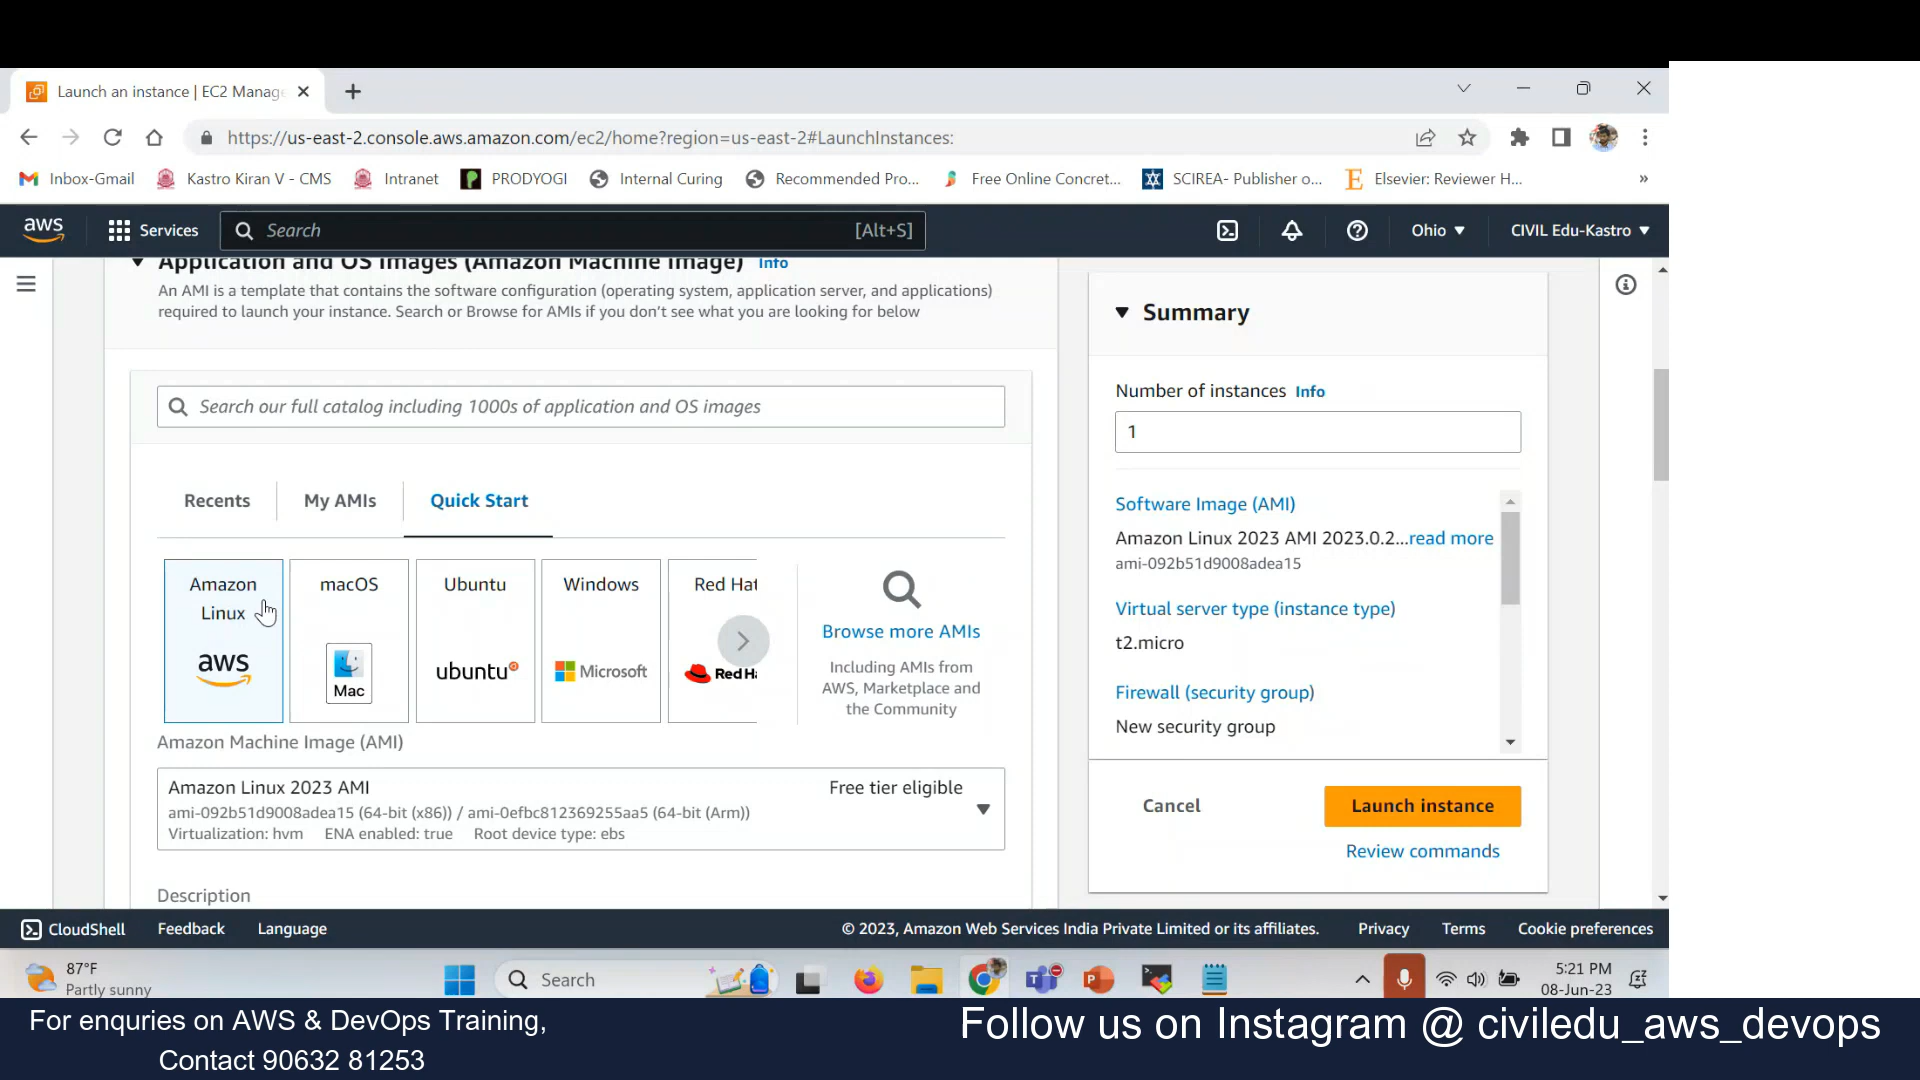 Launch an instance | EC2 Manage
https://us-east-2.console.aws.amazon.com/ec2/home?region=us-east-2#LaunchInstances:
Inbox-Gmail
Kastro Kiran V - CMS
Intranet
PRODYOGI
Internal Curing
Recommended Pro...
Free Online Concret...
SCIREA- Publisher o...
Elsevier: Reviewer H...
»
aws
Services
Search
[Alt+S]
Ohio
CIVIL Edu-Kastro
Application and OS Images (Amazon Machine Image) Info
An AMI is a template that contains the software configuration (operating system, application server, and applications)
required to launch your instance. Search or Browse for AMIs if you don't see what you are looking for below
Search our full catalog including 1000s of application and OS images
Recents
My AMIs
Quick Start
Amazon
Linux
aws
macOS
Mac
Ubuntu
ubuntu
Windows
Microsoft
Red Hat
Red Ha
Browse more AMIs
Including AMIs from
AWS, Marketplace and
the Community
Amazon Machine Image (AMI)
Amazon Linux 2023 AMI
Free tier eligible
ami-092b51d9008adea15 (64-bit (x86)) / ami-0efbc812369255aa5 (64-bit (Arm))
Virtualization: hvm ENA enabled: true Root device type: ebs
Description
Summary
Number of instances Info
1
Software Image (AMI)
Amazon Linux 2023 AMI 2023.0.2...read more
ami-092b51d9008adea15
Virtual server type (instance type)
t2.micro
Firewall (security group)
New security group
Cancel
Launch instance
Review commands
CloudShell
Feedback
Language
© 2023, Amazon Web Services India Private Limited or its affiliates.
Privacy
Terms
Cookie preferences
87°F
Partly sunny
Search
5:21 PM
08-Jun-23
For enquries on AWS & DevOps Training,
Contact 90632 81253
Follow us on Instagram @ civiledu_aws_devops